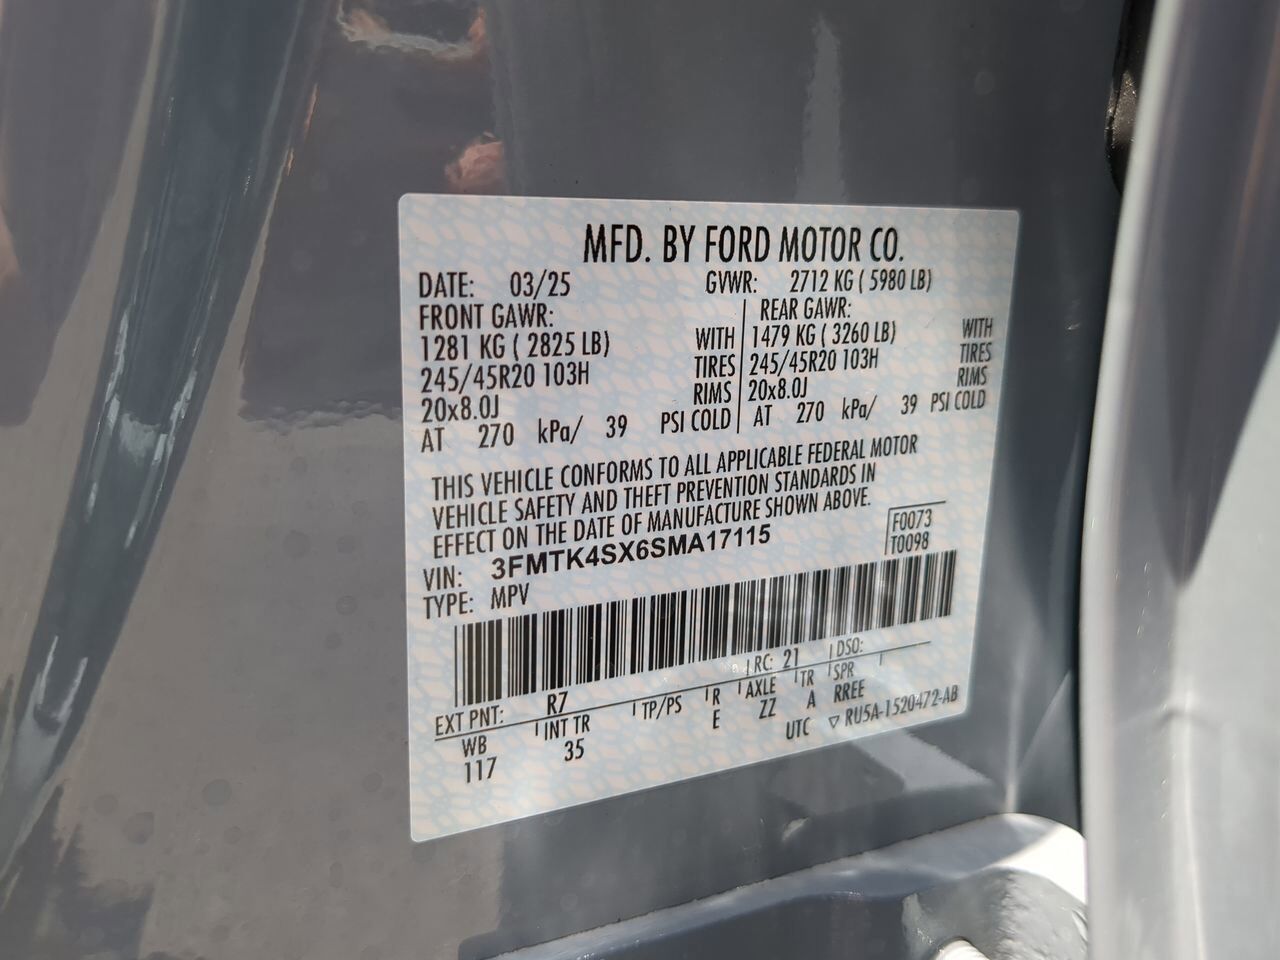 MFD. BY FORD MOTOR CO.
DATE: 03/25 GVWR: 2712 KG ( 5980 LB)
FRONT GAWR: REAR GAWR:
1281 KG ( 2825 LB) WITH 1479 KG ( 3260 LB) WITH
245/45R20 103H TIRES 245/45R20 103H TIRES
20x8.0J RIMS 20x8.0J RIMS
AT 270 kPa/ 39 PSI COLD AT 270 kPa/ 39 PSI COLD
THIS VEHICLE CONFORMS TO ALL APPLICABLE FEDERAL MOTOR
VEHICLE SAFETY AND THEFT PREVENTION STANDARDS IN
EFFECT ON THE DATE OF MANUFACTURE SHOWN ABOVE.
F0073
T0098
VIN: 3FMTK4SX6SMA17115
TYPE: MPV
EXT PNT: R7 RC: 21 DSO:
WB INT TR TP/PS R AXLE TR SPR
117 35 E ZZ A RREE
UTC ▽ RU5A-1520472-AB